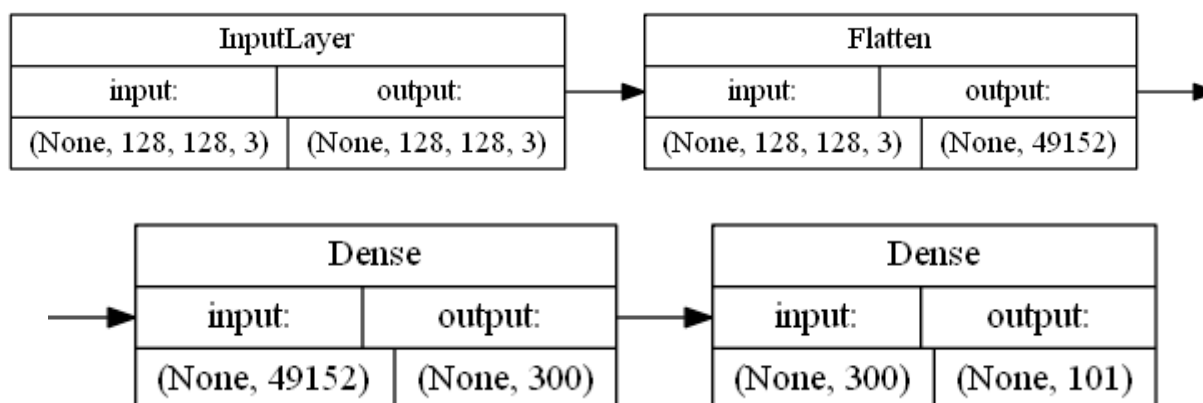 InputLayer Flatten
input: output: input: output:
(None, 128, 128, 3) (None, 128, 128, 3) (None, 128, 128, 3) (None, 49152)
Dense Dense
input: output: input: output:
(None, 49152) (None, 300) (None, 300) (None, 101)